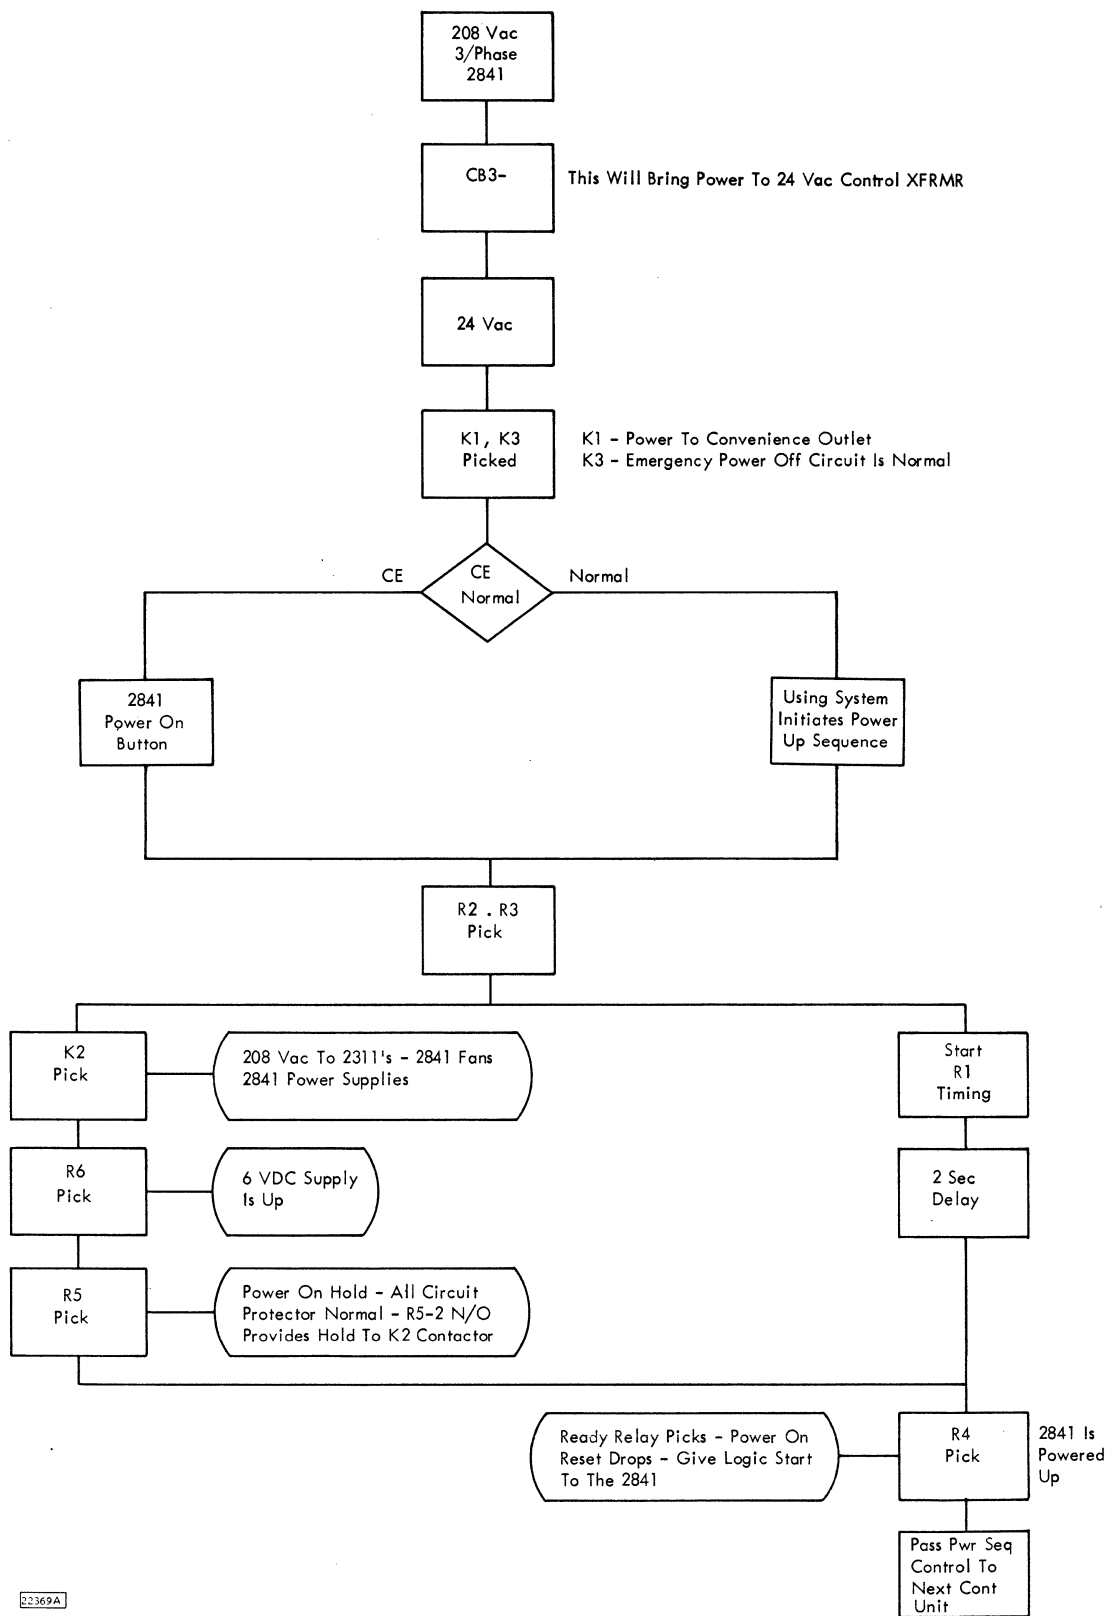 208 Vac
3/Phase
2841
CB3-
This Will Bring Power To 24 Vac Control XFRMR
24 Vac
K1, K3
Picked
K1 - Power To Convenience Outlet
K3 - Emergency Power Off Circuit Is Normal
CE
CE
Normal
Normal
2841
Power On
Button
Using System
Initiates Power
Up Sequence
R2 . R3
Pick
K2
Pick
208 Vac To 2311's - 2841 Fans
2841 Power Supplies
Start
R1
Timing
R6
Pick
6 VDC Supply
Is Up
2 Sec
Delay
R5
Pick
Power On Hold - All Circuit
Protector Normal - R5-2 N/O
Provides Hold To K2 Contactor
Ready Relay Picks - Power On
Reset Drops - Give Logic Start
To The 2841
R4
Pick
2841 Is
Powered
Up
Pass Pwr Seq
Control To
Next Cont
Unit
22369A